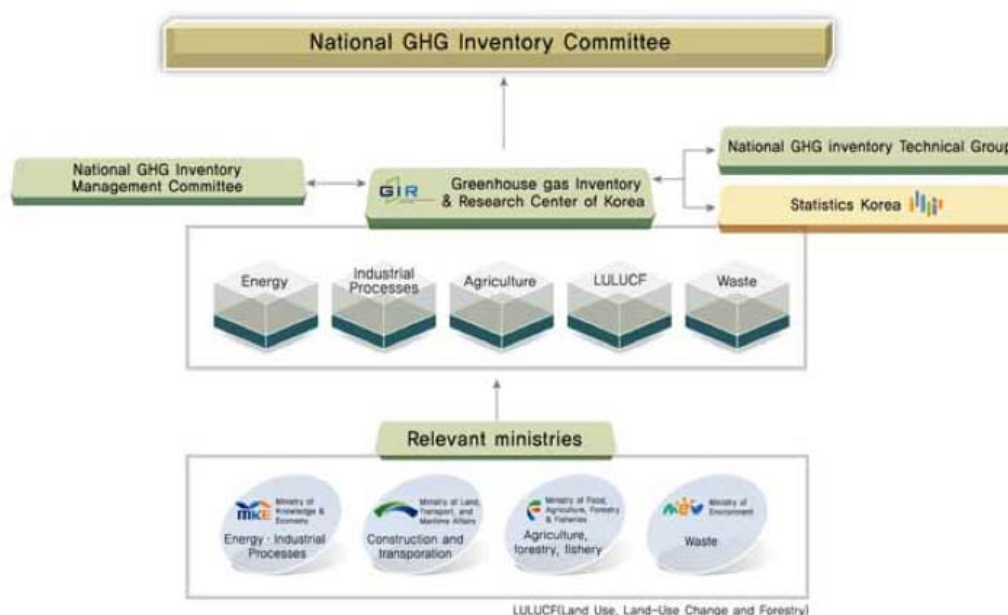 National GHG Inventory Committee
National GHG Inventory
Management Committee
GIR
Greenhouse gas Inventory
& Research Center of Korea
National GHG inventory Technical Group
Statistics Korea
Energy
Industrial
Processes
Agriculture
LULUCF
Waste
Relevant ministries
MKE
Ministry of
Knowledge &
Economy
Energy · Industrial
Processes
Ministry of Land,
Transport, and
Maritime Affairs
Construction and
transporation
Ministry of Food,
Agriculture, Forestry
& Fisheries
Agriculture,
forestry, fishery
mev
Ministry of
Environment
Waste
LULUCF(Land Use, Land-Use Change and Forestry)